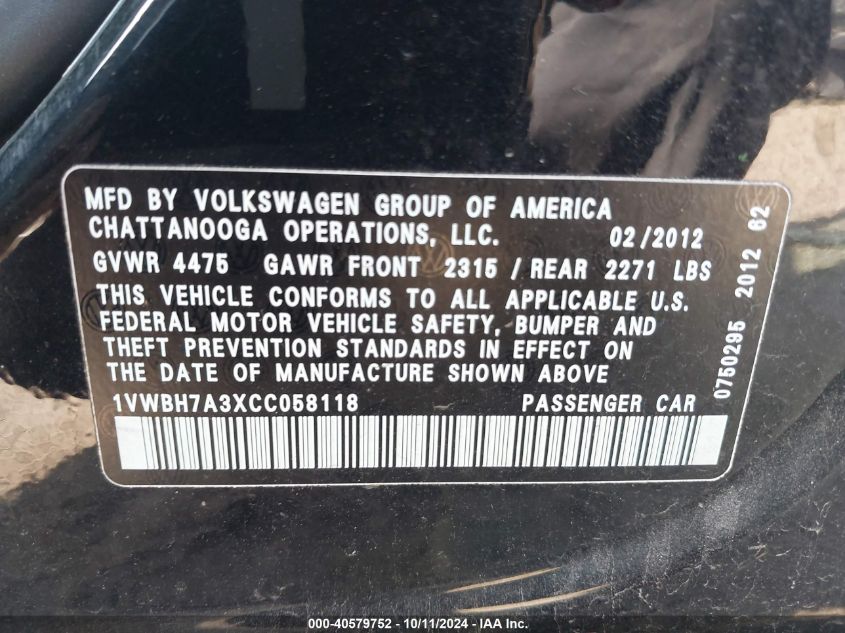 MFD BY VOLKSWAGEN GROUP OF AMERICA
CHATTANOOGA OPERATIONS, LLC. 02/2012
GVWR 4475 GAWR FRONT 2315 / REAR 2271 LBS
THIS VEHICLE CONFORMS TO ALL APPLICABLE U.S.
FEDERAL MOTOR VEHICLE SAFETY, BUMPER AND
THEFT PREVENTION STANDARDS IN EFFECT ON
THE DATE OF MANUFACTURE SHOWN ABOVE
1VWBH7A3XCC058118 PASSENGER CAR
0750295 2012 62
000-40579752 - 10/11/2024 - IAA Inc.